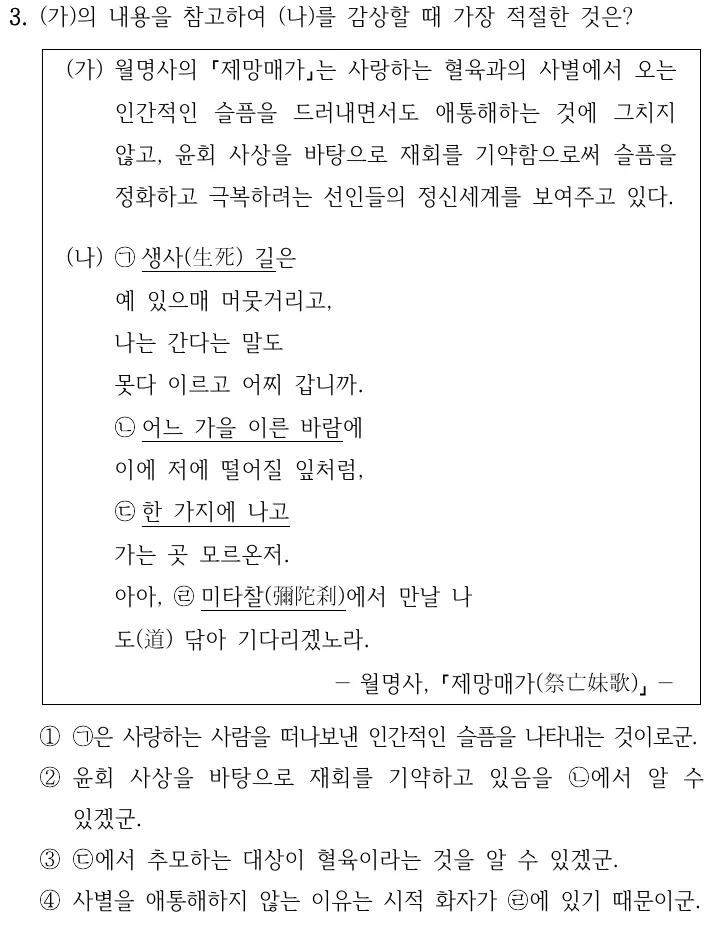 3. (가)의 내용을 참고하여 (나)를 감상할 때 가장 적절한 것은?
(가) 월명사의 「제망매가」는 사랑하는 혈육과의 사별에서 오는
인간적인 슬픔을 드러내면서도 애통해하는 것에 그치지
않고, 윤회 사상을 바탕으로 재회를 기약함으로써 슬픔을
정화하고 극복하려는 선인들의 정신세계를 보여주고 있다.
(나) ㉠ 생사(生死) 길은
예 있으매 머뭇거리고,
나는 간다는 말도
못다 이르고 어찌 갑니까.
㉡ 어느 가을 이른 바람에
이에 저에 떨어질 잎처럼,
㉢ 한 가지에 나고
가는 곳 모르온저.
아아, ㉣ 미타찰(彌陀刹)에서 만날 나
도(道) 닦아 기다리겠노라.
– 월명사, 「제망매가(祭亡妹歌)」 –
① ㉠은 사랑하는 사람을 떠나보낸 인간적인 슬픔을 나타내는 것이로군.
② 윤회 사상을 바탕으로 재회를 기약하고 있음을 ㉡에서 알 수
있겠군.
③ ㉢에서 추모하는 대상이 혈육이라는 것을 알 수 있겠군.
④ 사별을 애통해하지 않는 이유는 시적 화자가 ㉣에 있기 때문이군.